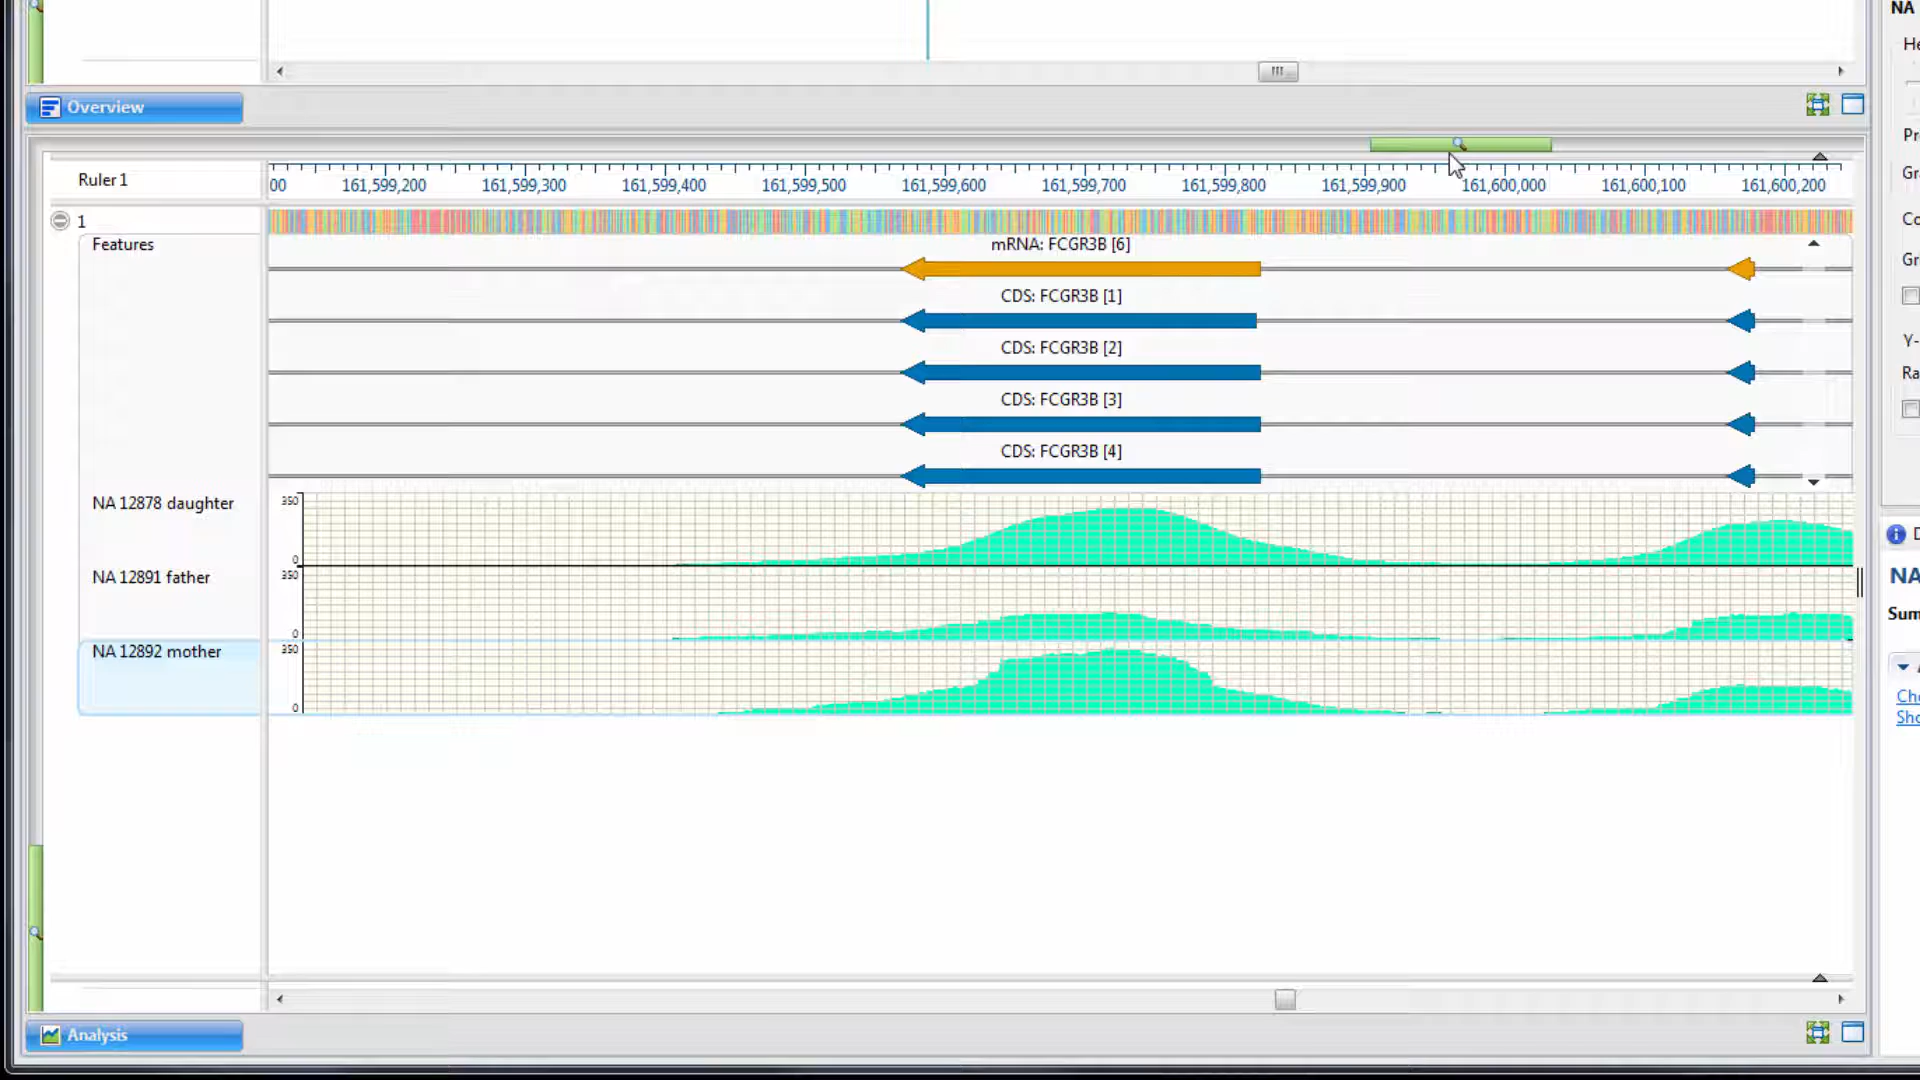 NA
He
Overview
Pr
Ruler 1
00 161,599,200 161,599,300 161,599,400 161,599,500 161,599,600 161,599,700 161,599,800 161,599,900 161,600,000 161,600,100 161,600,200
Gr
1
Co
Features
mRNA: FCGR3B [6]
Gr
CDS: FCGR3B [1]
CDS: FCGR3B [2]
Y-
CDS: FCGR3B [3]
Ra
CDS: FCGR3B [4]
NA 12878 daughter
350
0
D
NA 12891 father
350
0
NA
Sum
NA 12892 mother
350
0
A
Che
Sho
Analysis